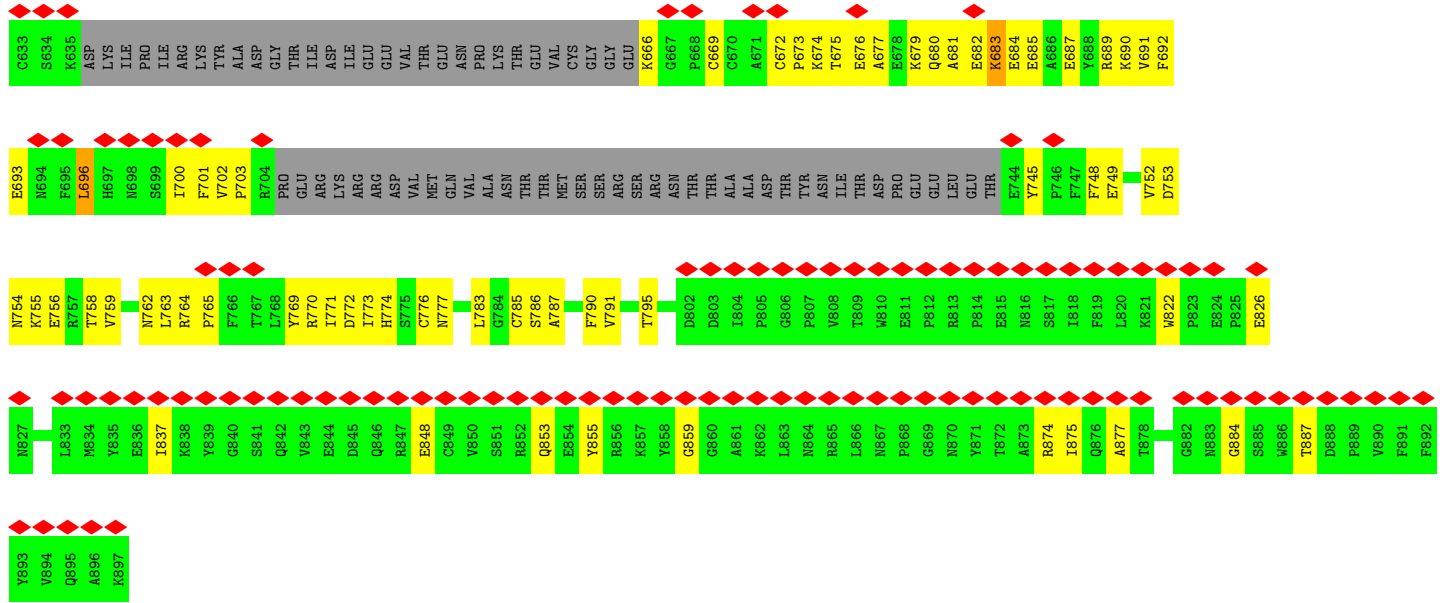 C633 S634 K635 ASP LYS ILE PRO ILE ARG LYS TYR ALA ASP GLY THR ILE ASP ILE GLU GLU VAL THR GLU ASN PRO LYS THR GLU VAL CYS GLY GLY GLU K666 G667 P668 C669 C670 A671 C672 P673 K674 T675 E676 A677 E678 K679 Q680 A681 E682 K683 E684 E685 A686 E687 Y688 R689 K690 V691 F692
E693 N694 F695 L696 H697 N698 S699 I700 F701 V702 P703 R704 PRO GLU ARG LYS ARG ARG ASP VAL MET GLN VAL ALA ASN THR THR MET SER SER ARG SER ARG ASN THR THR ALA ALA ASP THR TYR ASN ILE THR ASP PRO GLU GLU LEU GLU THR E744 Y745 P746 F747 F748 E749 V752 D753
N754 K755 E756 R757 T758 V759 N762 L763 R764 P765 F766 T767 L768 Y769 R770 I771 D772 I773 H774 S775 C776 N777 L783 G784 C785 S786 A787 F790 V791 T795 D802 D803 I804 P805 G806 P807 V808 T809 W810 E811 P812 R813 P814 E815 N816 S817 I818 F819 L820 K821 W822 P823 E824 P825 E826
N827 L833 M834 Y835 E836 I837 K838 Y839 G840 S841 Q842 V843 E844 D845 Q846 R847 E848 C849 V850 S851 R852 Q853 E854 Y855 R856 K857 Y858 G859 G860 A861 K862 L863 N864 R865 L866 N867 P868 G869 N870 Y871 T872 A873 R874 I875 Q876 A877 T878 G882 N883 G884 S885 W886 T887 D888 P889 V890 F891 F892
Y893 V894 Q895 A896 K897